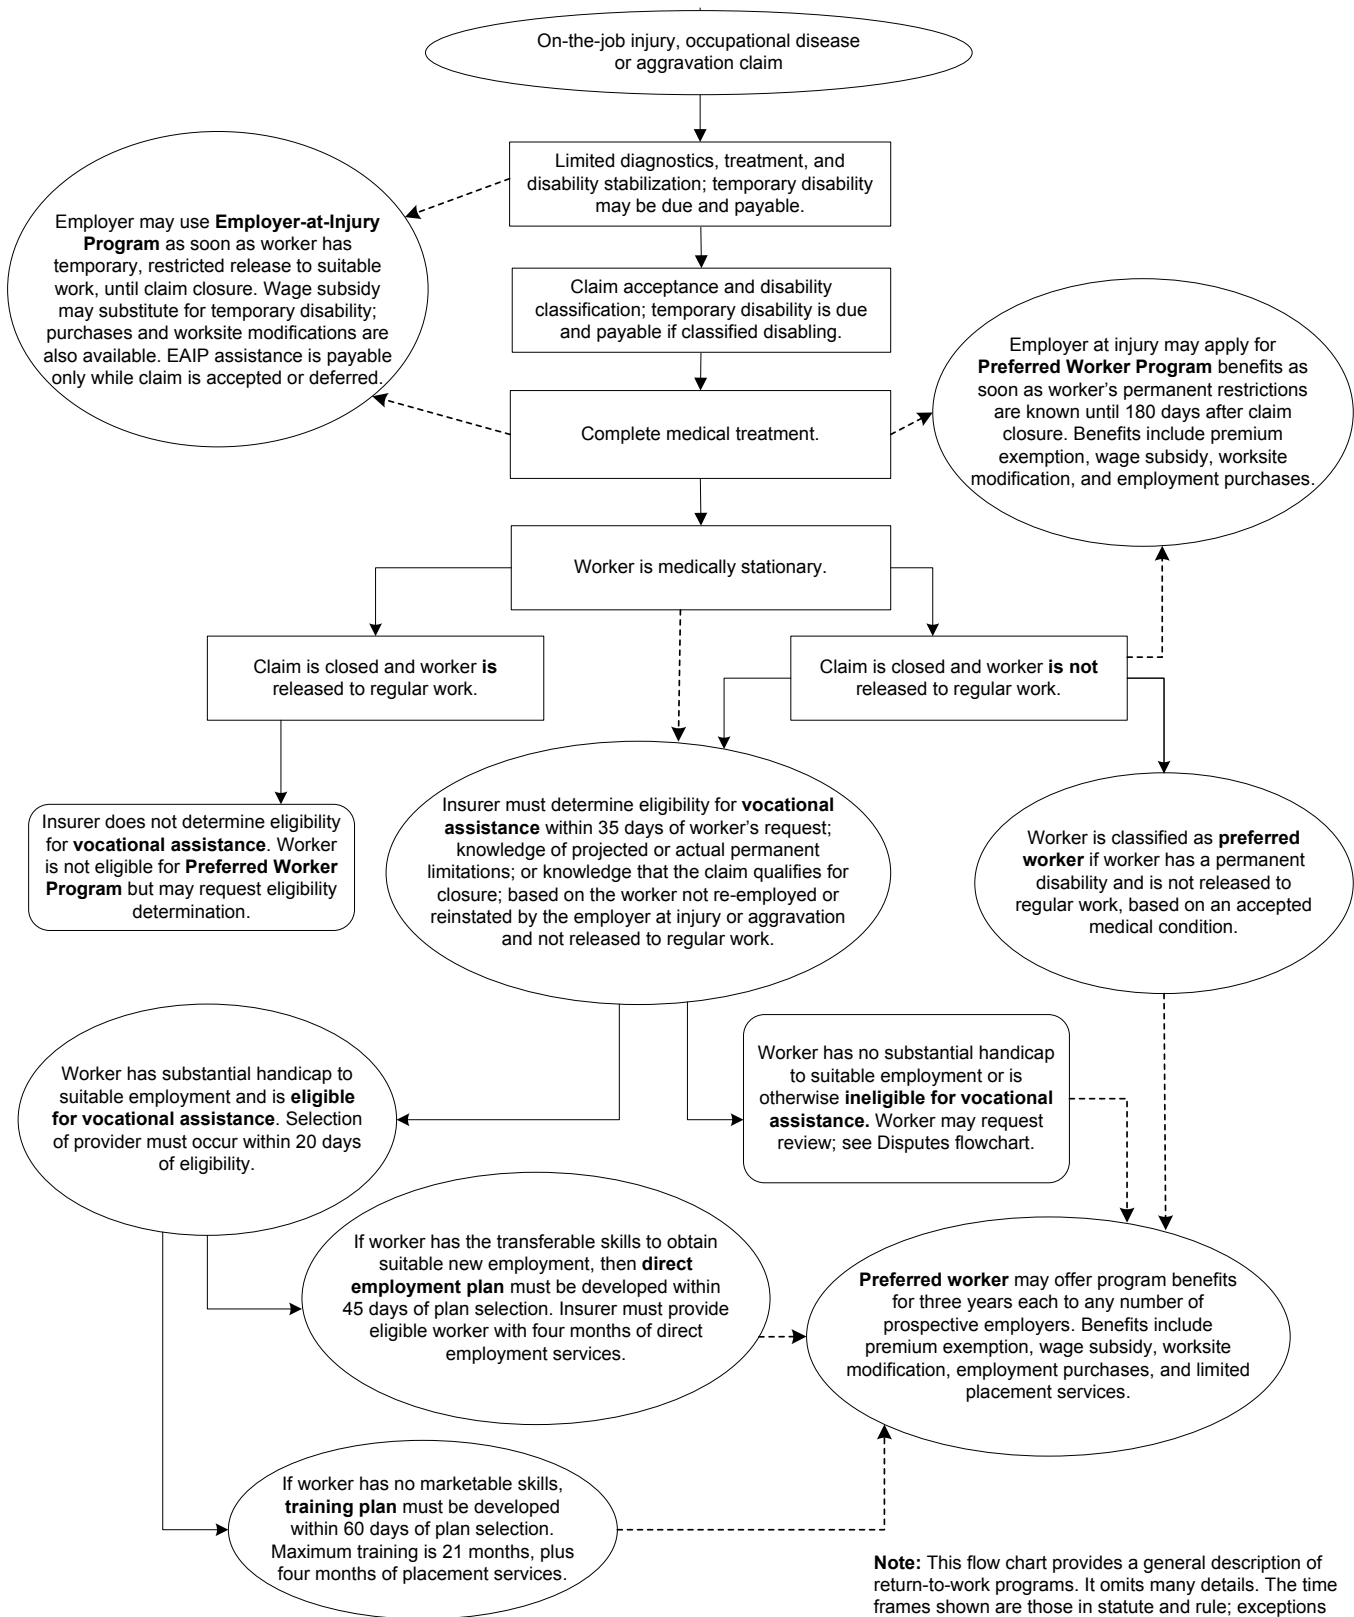 On-the-job injury, occupational disease
or aggravation claim
Limited diagnostics, treatment, and
disability stabilization; temporary disability
may be due and payable.
Employer may use Employer-at-Injury
Program as soon as worker has
temporary, restricted release to suitable
work, until claim closure. Wage subsidy
may substitute for temporary disability;
purchases and worksite modifications are
also available. EAIP assistance is payable
only while claim is accepted or deferred.
Claim acceptance and disability
classification; temporary disability is due
and payable if classified disabling.
Employer at injury may apply for
Preferred Worker Program benefits as
soon as worker's permanent restrictions
are known until 180 days after claim
closure. Benefits include premium
exemption, wage subsidy, worksite
modification, and employment purchases.
Complete medical treatment.
Worker is medically stationary.
Claim is closed and worker is
released to regular work.
Claim is closed and worker is not
released to regular work.
Insurer does not determine eligibility
for vocational assistance. Worker
is not eligible for Preferred Worker
Program but may request eligibility
determination.
Insurer must determine eligibility for vocational
assistance within 35 days of worker's request;
knowledge of projected or actual permanent
limitations; or knowledge that the claim qualifies for
closure; based on the worker not re-employed or
reinstated by the employer at injury or aggravation
and not released to regular work.
Worker is classified as preferred
worker if worker has a permanent
disability and is not released to
regular work, based on an accepted
medical condition.
Worker has substantial handicap to
suitable employment and is eligible
for vocational assistance. Selection
of provider must occur within 20 days
of eligibility.
Worker has no substantial handicap
to suitable employment or is
otherwise ineligible for vocational
assistance. Worker may request
review; see Disputes flowchart.
If worker has the transferable skills to obtain
suitable new employment, then direct
employment plan must be developed within
45 days of plan selection. Insurer must provide
eligible worker with four months of direct
employment services.
Preferred worker may offer program benefits
for three years each to any number of
prospective employers. Benefits include
premium exemption, wage subsidy, worksite
modification, employment purchases, and limited
placement services.
If worker has no marketable skills,
training plan must be developed
within 60 days of plan selection.
Maximum training is 21 months, plus
four months of placement services.
Note: This flow chart provides a general description of
return-to-work programs. It omits many details. The time
frames shown are those in statute and rule; exceptions